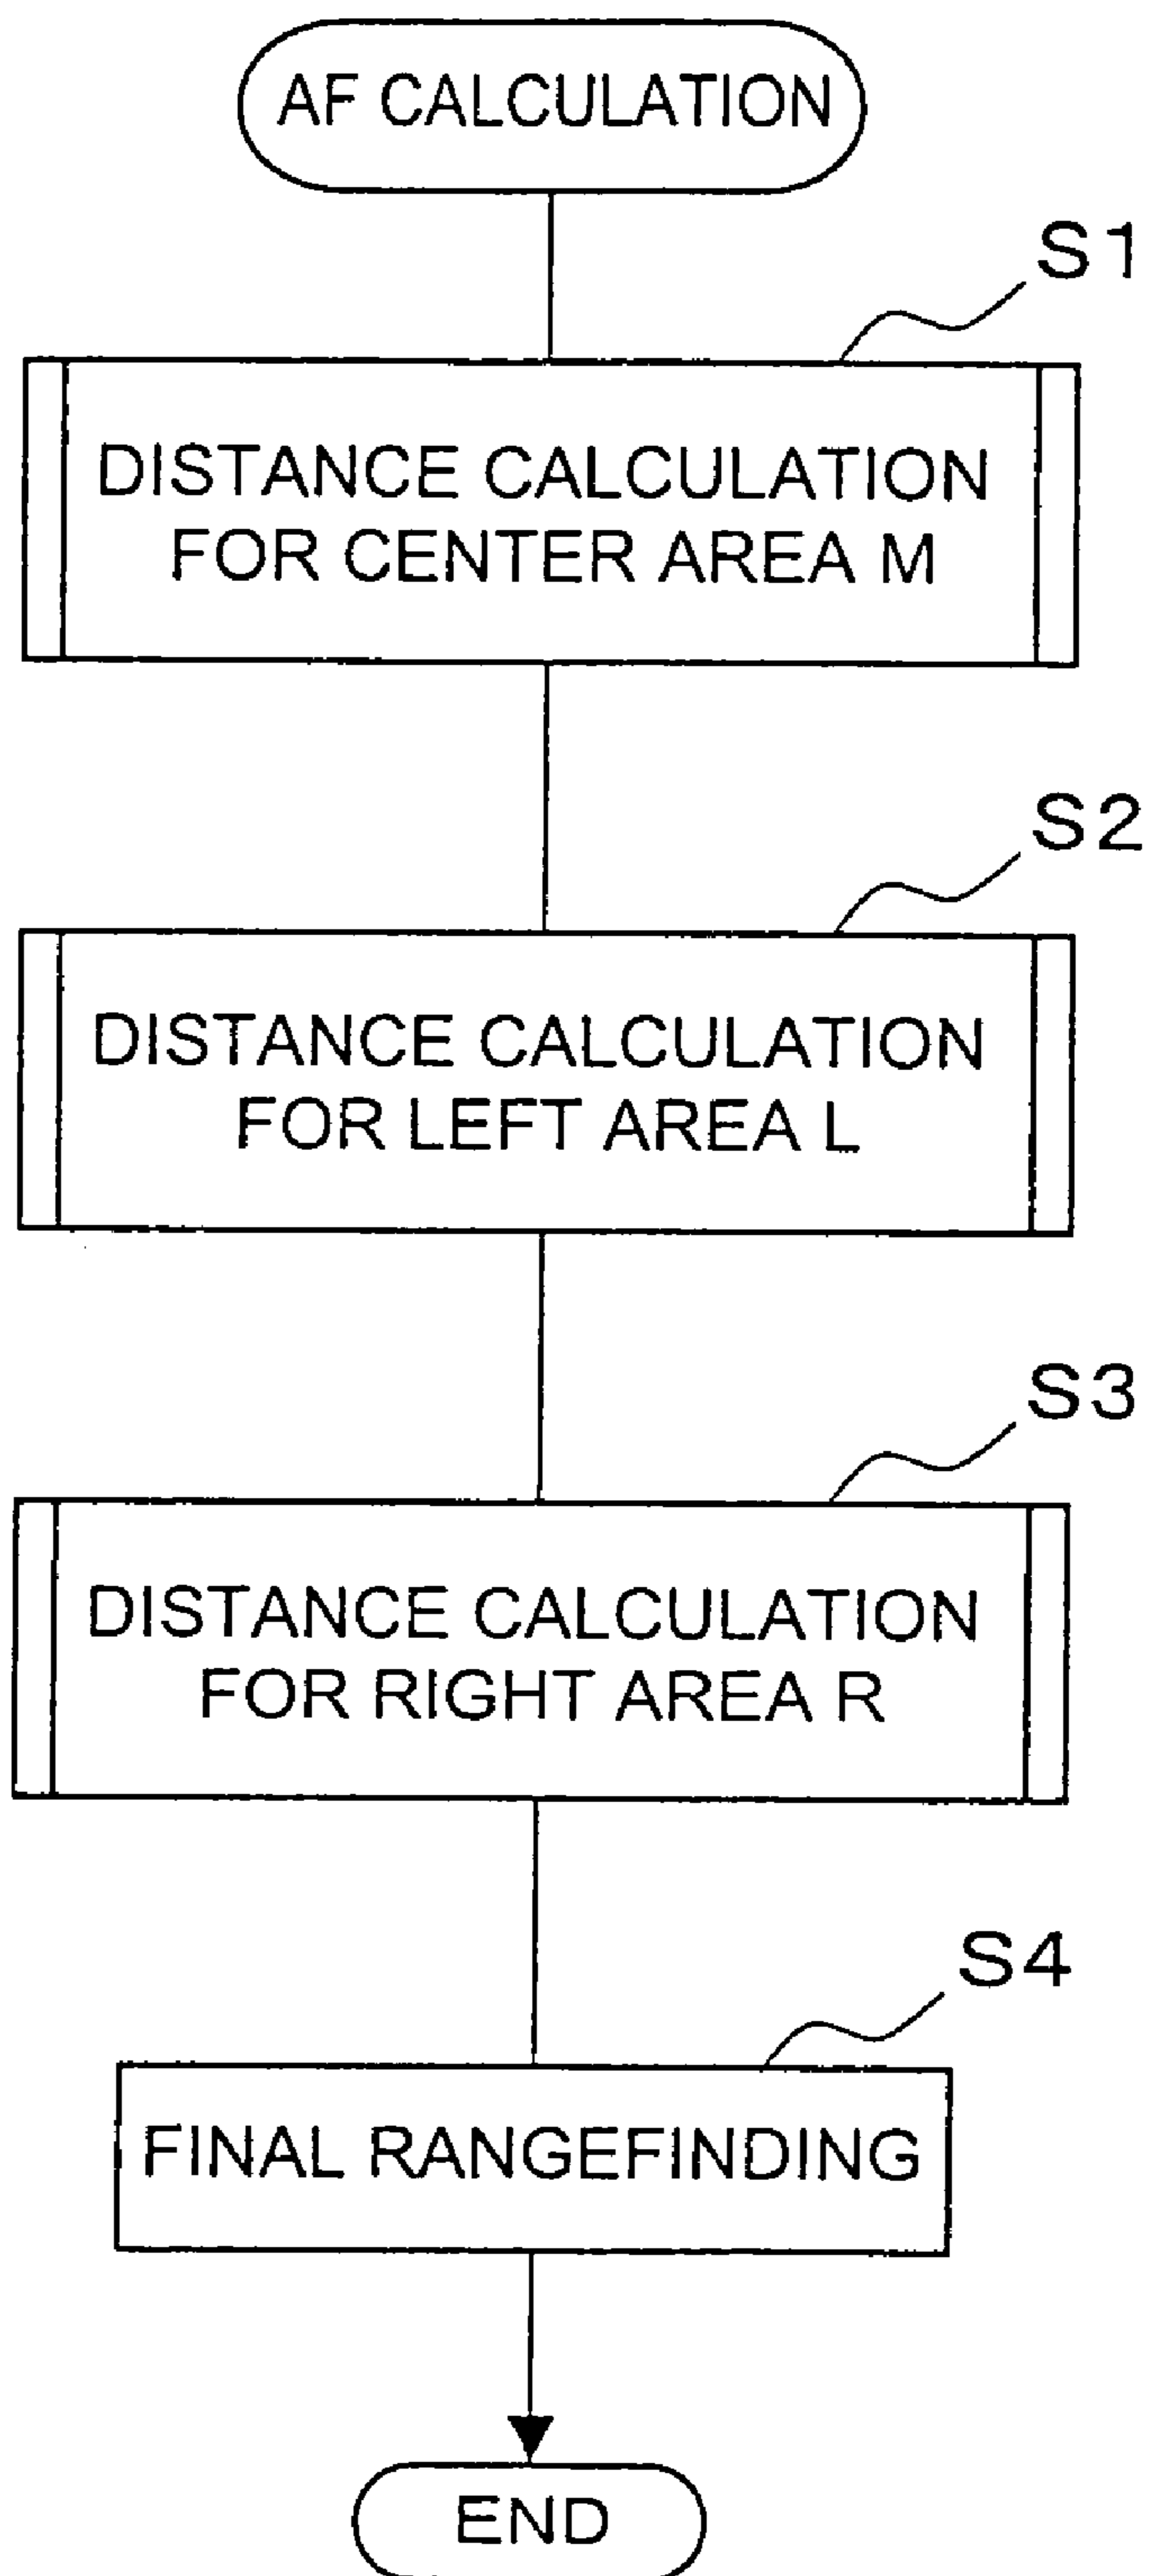 AF CALCULATION
S1
DISTANCE CALCULATION
FOR CENTER AREA M
S2
DISTANCE CALCULATION
FOR LEFT AREA L
S3
DISTANCE CALCULATION
FOR RIGHT AREA R
S4
FINAL RANGEFINDING
END